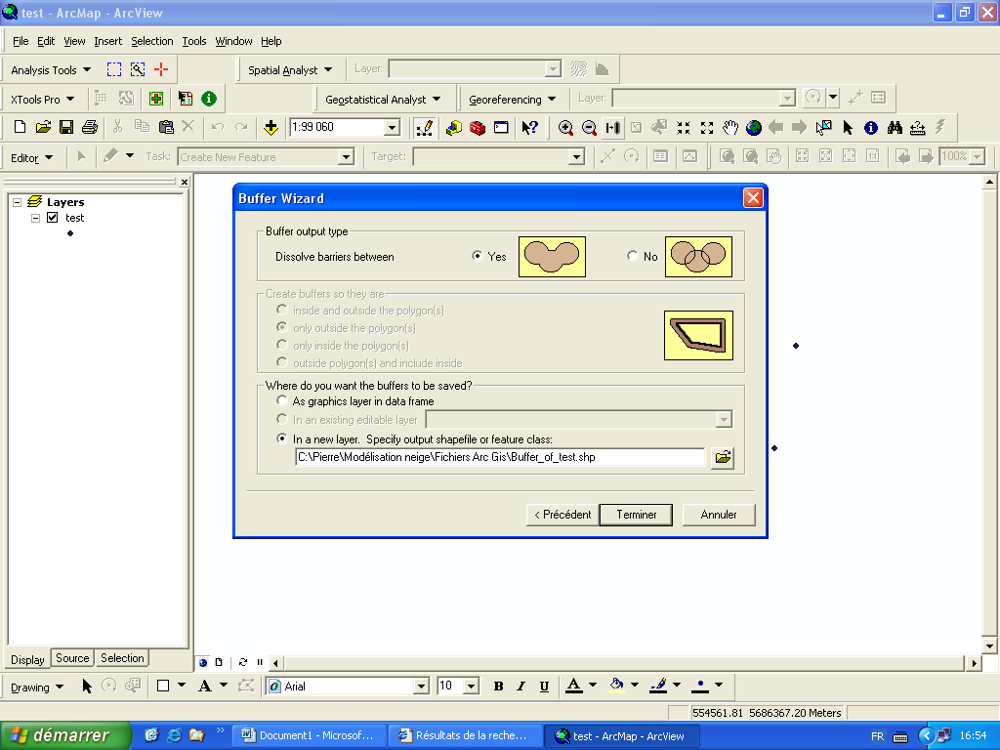 test - ArcMap - ArcView
File Edit View Insert Selection Tools Window Help
Analysis Tools Spatial Analyst Layer:
XTools Pro Geostatistical Analyst Georeferencing Layer:
1:99 060
Editor Task: Create New Feature Target: 100%
Layers
test
Buffer Wizard
Buffer output type
Dissolve barriers between Yes No
Create buffers so they are
inside and outside the polygon(s)
only outside the polygon(s)
only inside the polygon(s)
outside polygon(s) and include inside
Where do you want the buffers to be saved?
As graphics layer in data frame
In an existing editable layer
In a new layer. Specify output shapefile or feature class:
C:\Pierre\Modélisation neige\Fichiers Arc Gis\Buffer_of_test.shp
< Précédent Terminer Annuler
Display Source Selection
Drawing A Arial 10 B I U A
554561.81 5686367.20 Meters
démarrer Document1 - Microsof... Résultats de la reche... test - ArcMap - ArcView FR 16:54